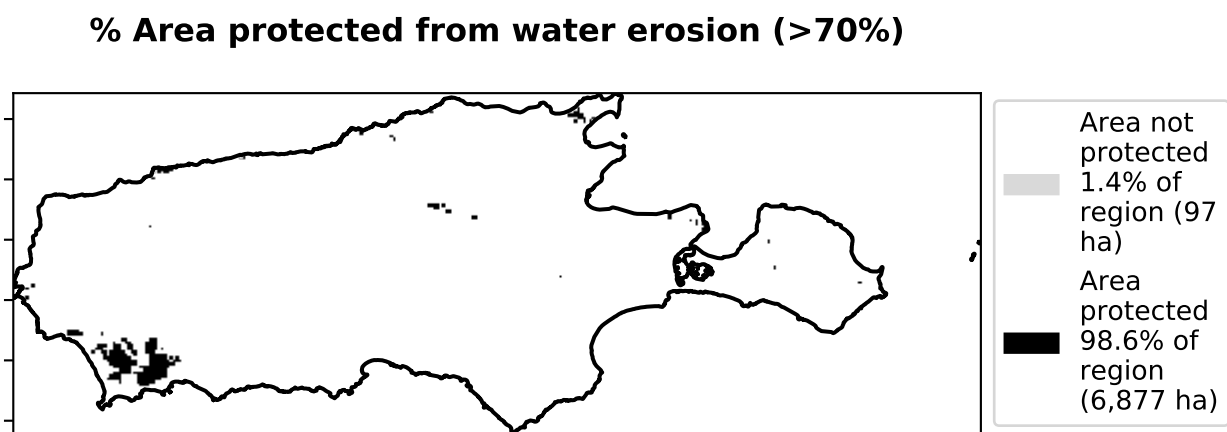 % Area protected from water erosion (>70%)
Area not
protected
1.4% of
region (97
ha)
Area
protected
98.6% of
region
(6,877 ha)